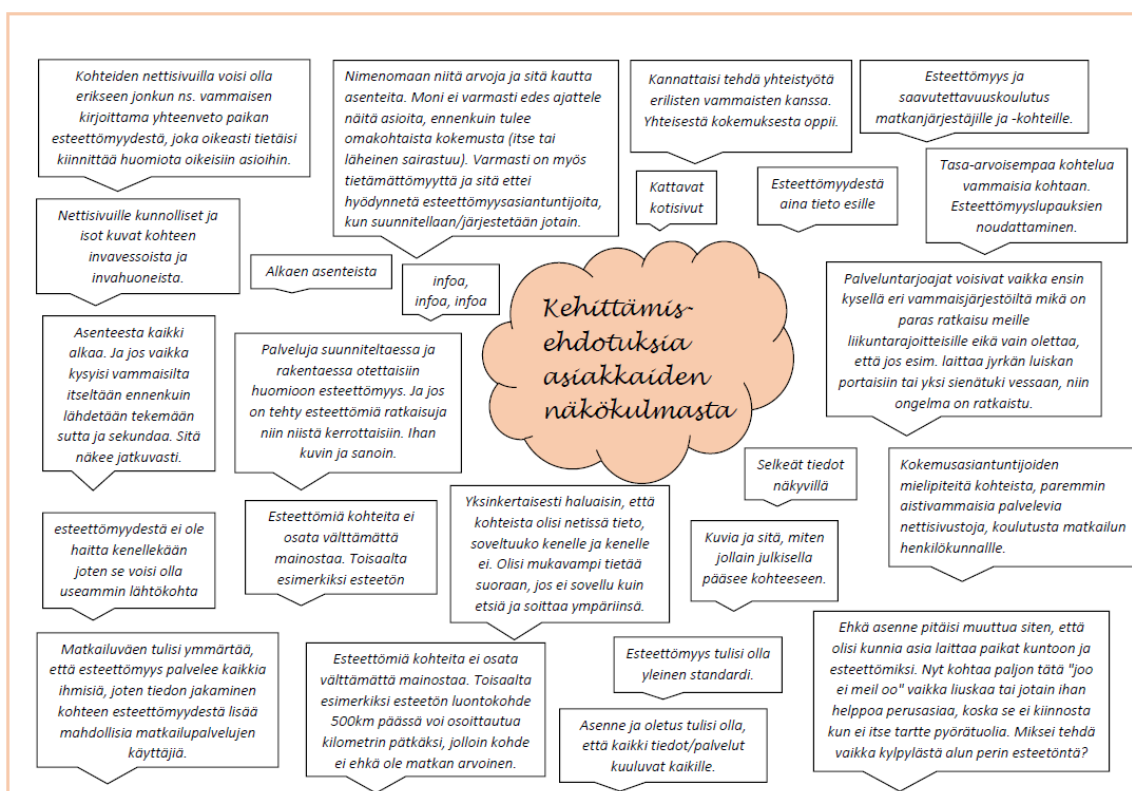 Kohteiden nettisivuilla voisi olla
erikseen jonkun ns. vammaisen
kirjoittama yhteenveto paikan
esteettömyydestä, joka oikeasti tietäisi
kiinnittää huomiota oikeisiin asioihin.
Nimenomaan niitä arvoja ja sitä kautta
asenteita. Moni ei varmasti edes ajattele
näitä asioita, ennenkuin tulee
omakohtaista kokemusta (itse tai
läheinen sairastuu). Varmasti on myös
tietämättömyyttä ja sitä ettei
hyödynnetä esteettömyysasiantuntijoita,
kun suunnitellaan/järjestetään jotain.
Kannattaisi tehdä yhteistyötä
erilisten vammaisten kanssa.
Yhteisestä kokemuksesta oppii.
Esteettömyys ja
saavutettavuuskoulutus
matkanjärjestäjille ja -kohteille.
Tasa-arvoisempaa kohtelua
vammaisia kohtaan.
Esteettömyyslupauksien
noudattaminen.
Kattavat
kotisivut
Esteettömyydestä
aina tieto esille
Nettisivuille kunnolliset ja
isot kuvat kohteen
invavessoista ja
invahuoneista.
Alkaen asenteista
infoa,
infoa, infoa
Kehittämis-
ehdotuksia
asiakkaiden
näkökulmasta
Palveluntarjoajat voisivat vaikka ensin
kysellä eri vammaisjärjestöiltä mikä on
paras ratkaisu meille
liikuntarajoitteisille eikä vain olettaa,
että jos esim. laittaa jyrkän luiskan
portaisiin tai yksi sienätuki vessaan, niin
ongelma on ratkaistu.
Asenteesta kaikki
alkaa. Ja jos vaikka
kysyisi vammaisilta
itseltään ennenkuin
lähdetään tekemään
sutta ja sekundaa. Sitä
näkee jatkuvasti.
Palveluja suunniteltaessa ja
rakentaessa otettaisiin
huomioon esteettömyys. Ja jos
on tehty esteettömiä ratkaisuja
niin niistä kerrottaisiin. Ihan
kuvin ja sanoin.
Selkeät tiedot
näkyvillä
Kokemusasiantuntijoiden
mielipiteitä kohteista, paremmin
aistivammaisia palvelevia
nettisivustoja, koulutusta matkailun
henkilökunnallle.
esteettömyydestä ei ole
haitta kenellekään
joten se voisi olla
useammin lähtökohta
Esteettömiä kohteita ei
osata välttämättä
mainostaa. Toisaalta
esimerkiksi esteetön
Yksinkertaisesti haluaisin, että
kohteista olisi netissä tieto,
soveltuuko kenelle ja kenelle
ei. Olisi mukavampi tietää
suoraan, jos ei sovellu kuin
etsiä ja soittaa ympäriinsä.
Kuvia ja sitä, miten
jollain julkisella
pääsee kohteeseen.
Matkailuväen tulisi ymmärtää,
että esteettömyys palvelee kaikkia
ihmisiä, joten tiedon jakaminen
kohteen esteettömyydestä lisää
mahdollisia matkailupalvelujen
käyttäjiä.
Esteettömiä kohteita ei osata
välttämättä mainostaa. Toisaalta
esimerkiksi esteetön luontokohde
500km päässä voi osoittautua
kilometrin pätkäksi, jolloin kohde
ei ehkä ole matkan arvoinen.
Esteettömyys tulisi olla
yleinen standardi.
Asenne ja oletus tulisi olla,
että kaikki tiedot/palvelut
kuuluvat kaikille.
Ehkä asenne pitäisi muuttua siten, että
olisi kunnia asia laittaa paikat kuntoon ja
esteettömiksi. Nyt kohtaa paljon tätä "joo
ei meil oo" vaikka liuskaa tai jotain ihan
helppoa perusasiaa, koska se ei kiinnosta
kun ei itse tartte pyörätuolia. Miksei tehdä
vaikka kylpylästä alun perin esteetöntä?